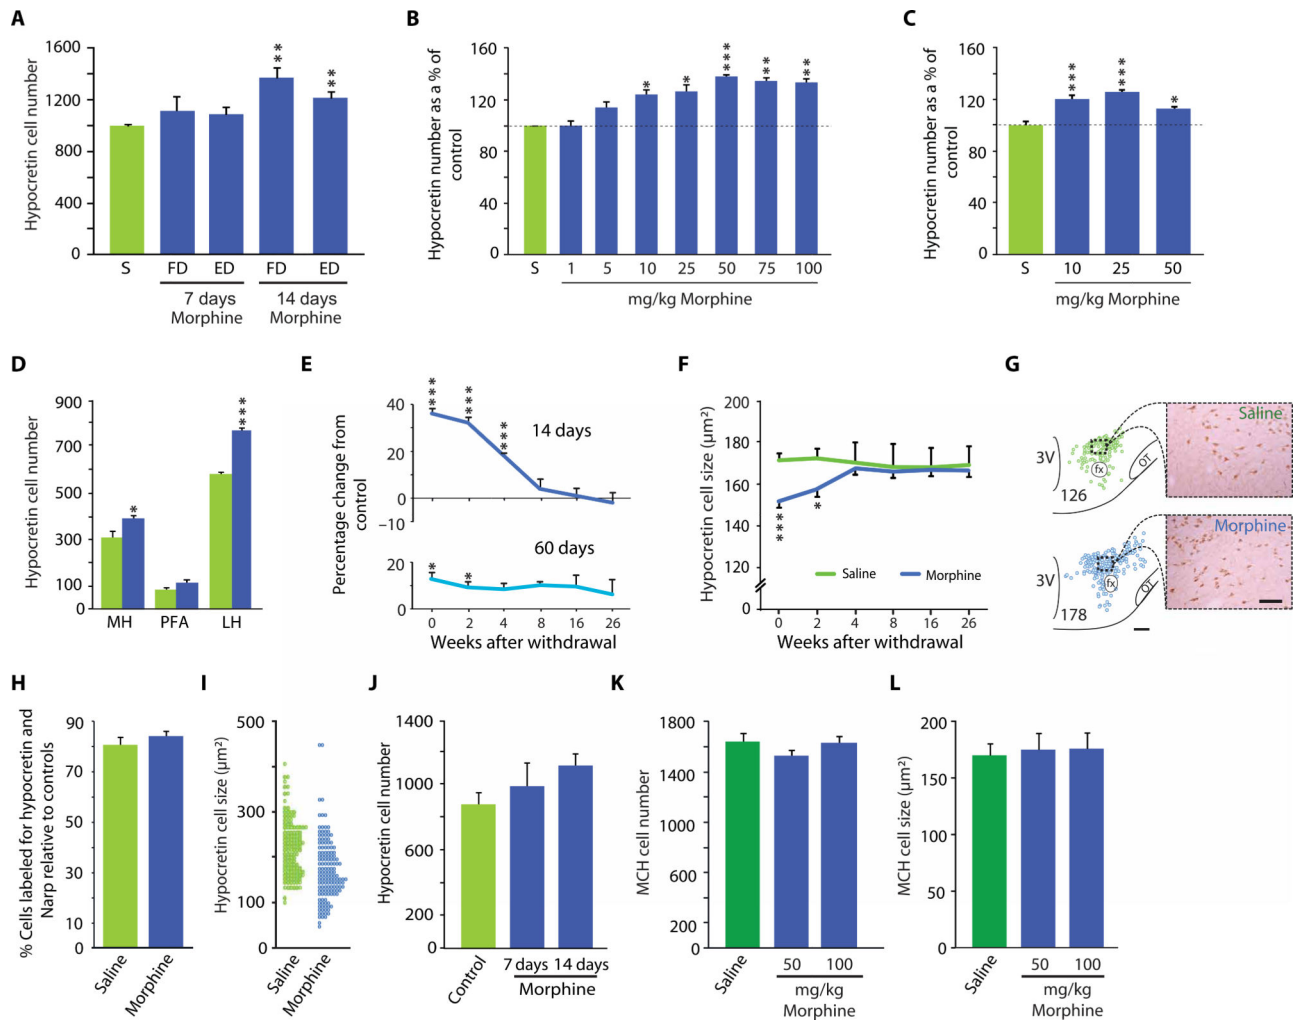 A
Hypocretin cell number
1600
1200
800
400
0
**
**
S
FD
ED
FD
ED
7 days
Morphine
14 days
Morphine
B
Hypocretin number as a % of
control
160
120
80
40
0
*
*
***
**
**
S
1
5
10
25
50
75
100
mg/kg Morphine
C
Hypocretin number as a % of
control
160
120
80
40
0
***
***
*
S
10
25
50
mg/kg Morphine
D
Hypocretin cell number
900
700
500
300
100
0
*
***
MH
PFA
LH
E
Percentage change from
control
40
20
0
−10
***
***
***
14 days
60 days
20
0
*
*
0
2
4
8
16
26
Weeks after withdrawal
F
Hypocretin cell size (μm²)
200
180
160
140
120
0
***
*
Saline
Morphine
0
2
4
8
16
26
Weeks after withdrawal
G
Saline
3V
fx
OT
126
Morphine
3V
fx
OT
178
H
% Cells labeled for hypocretin and
Narp relative to controls
90
80
70
60
50
40
30
20
10
0
Saline
Morphine
I
Hypocretin cell size (μm²)
500
300
100
0
Saline
Morphine
J
Hypocretin cell number
1400
1000
600
400
200
0
Control
7 days
14 days
Morphine
K
MCH cell number
1800
1600
1400
1000
800
600
400
200
0
Saline
50
100
mg/kg
Morphine
L
MCH cell size (μm²)
200
150
100
50
0
Saline
50
100
mg/kg
Morphine